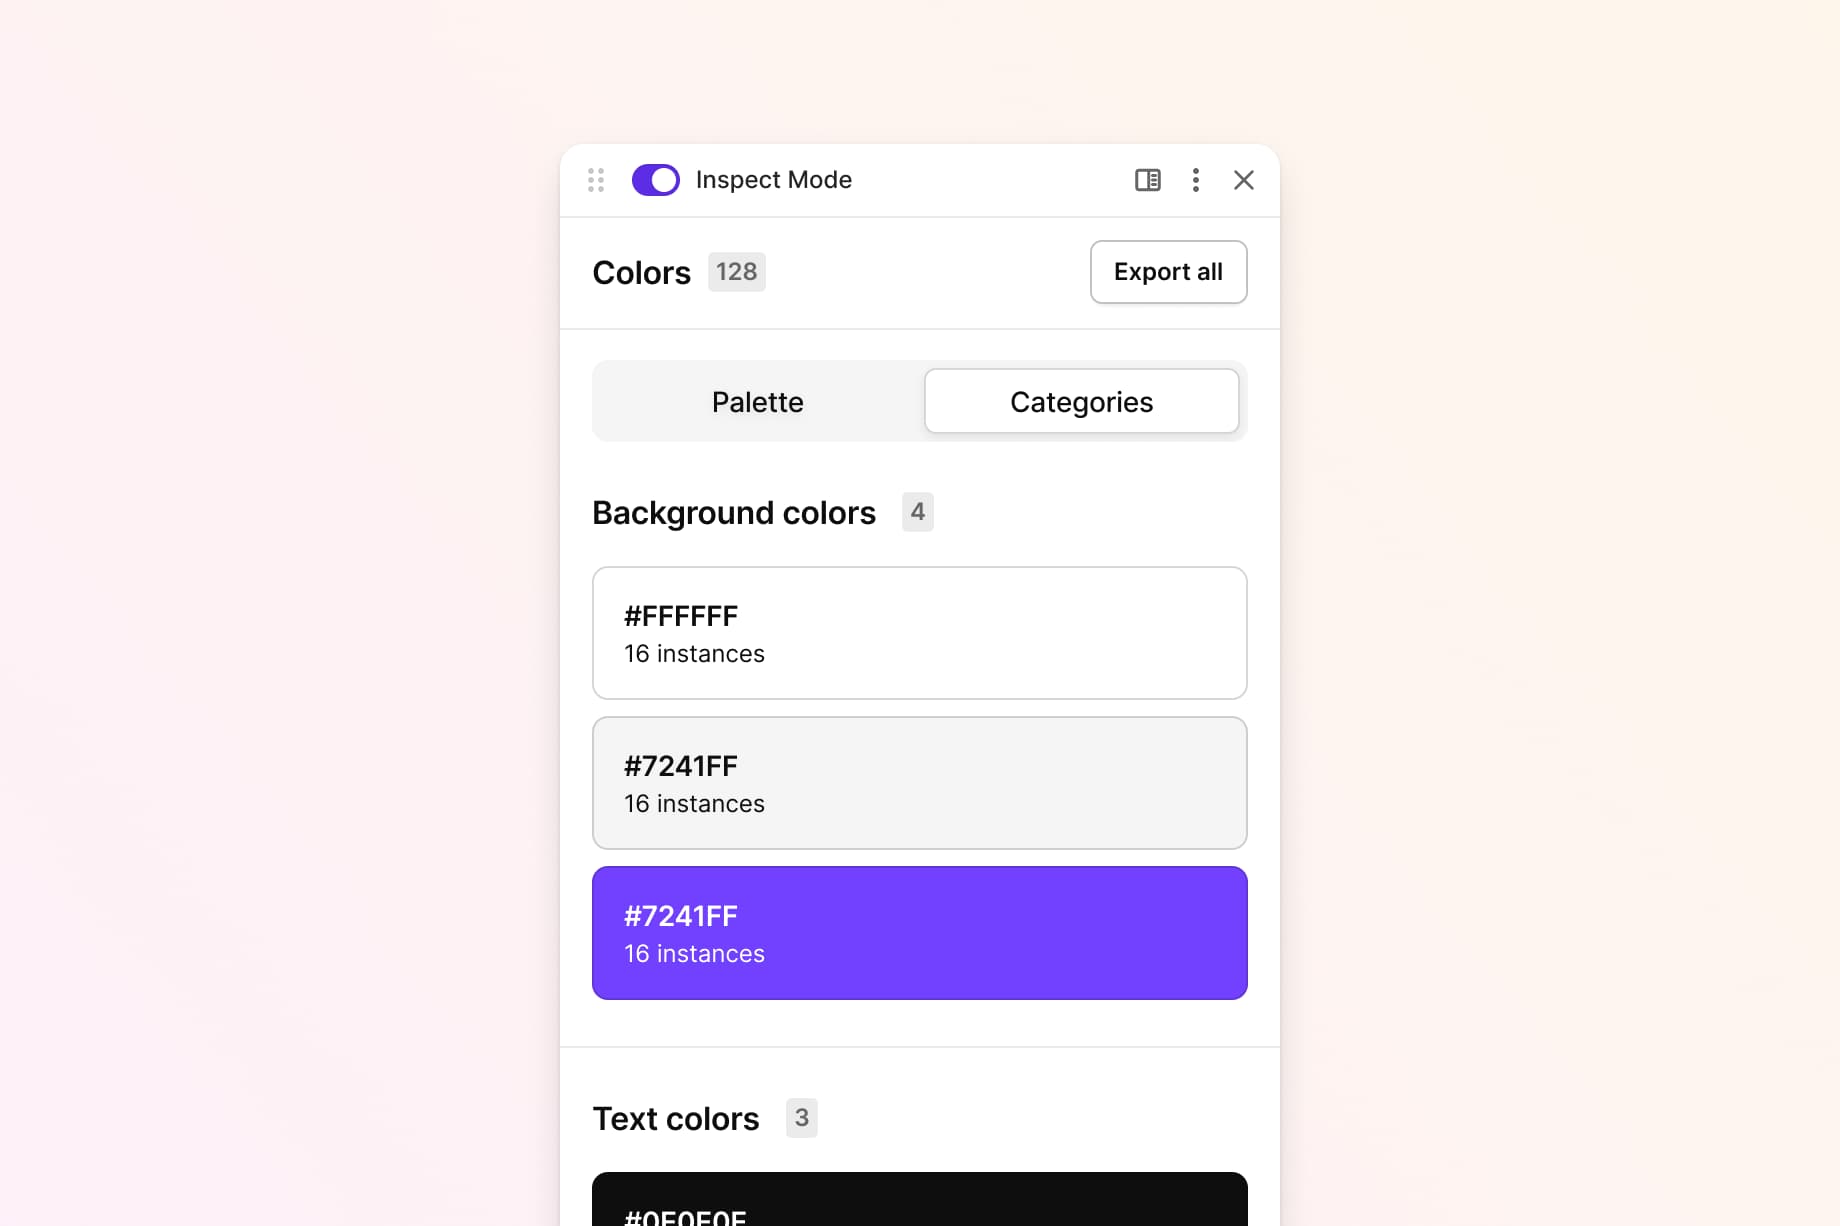 Inspect Mode
Colors 128
Export all
Palette
Categories
Background colors 4
#FFFFFF
16 instances
#7241FF
16 instances
#7241FF
16 instances
Text colors 3